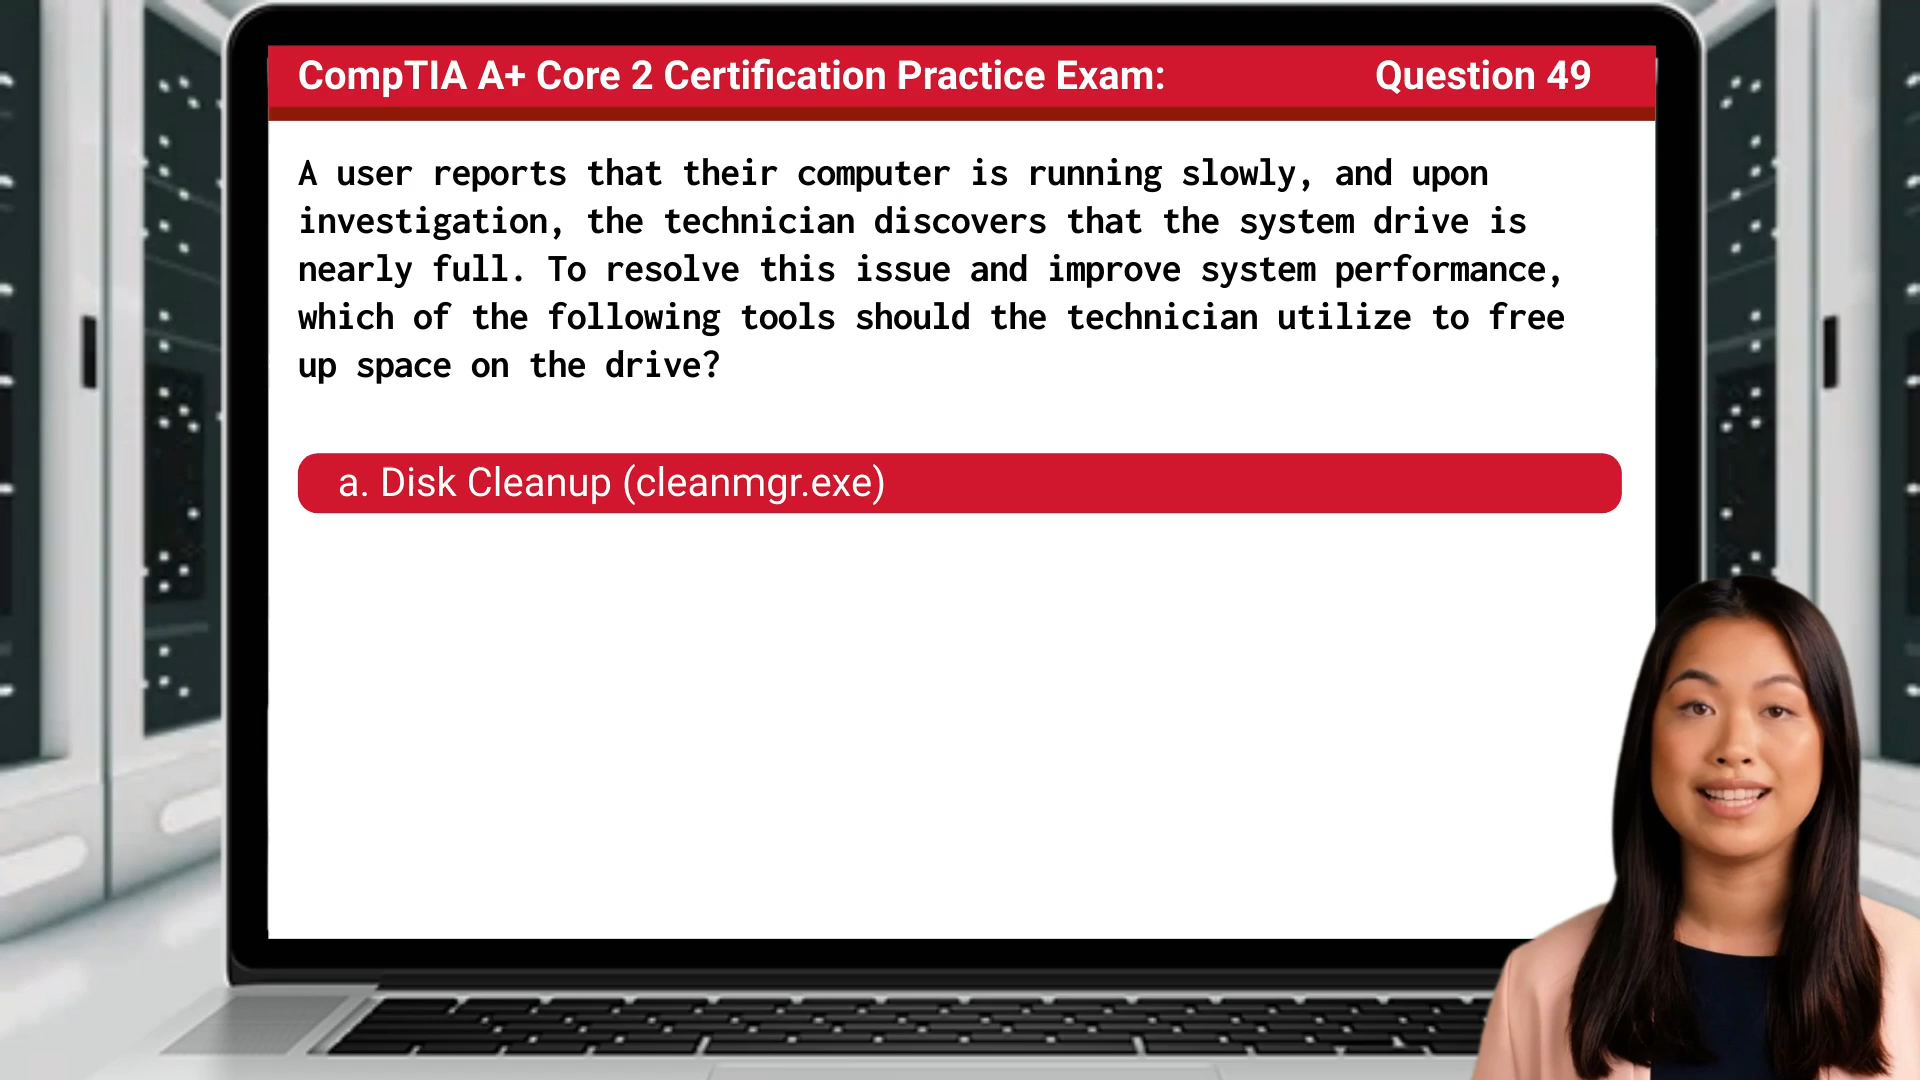 CompTIA A+ Core 2 Certification Practice Exam: Question 49
A user reports that their computer is running slowly, and upon
investigation, the technician discovers that the system drive is
nearly full. To resolve this issue and improve system performance,
which of the following tools should the technician utilize to free
up space on the drive?
a. Disk Cleanup (cleanmgr.exe)